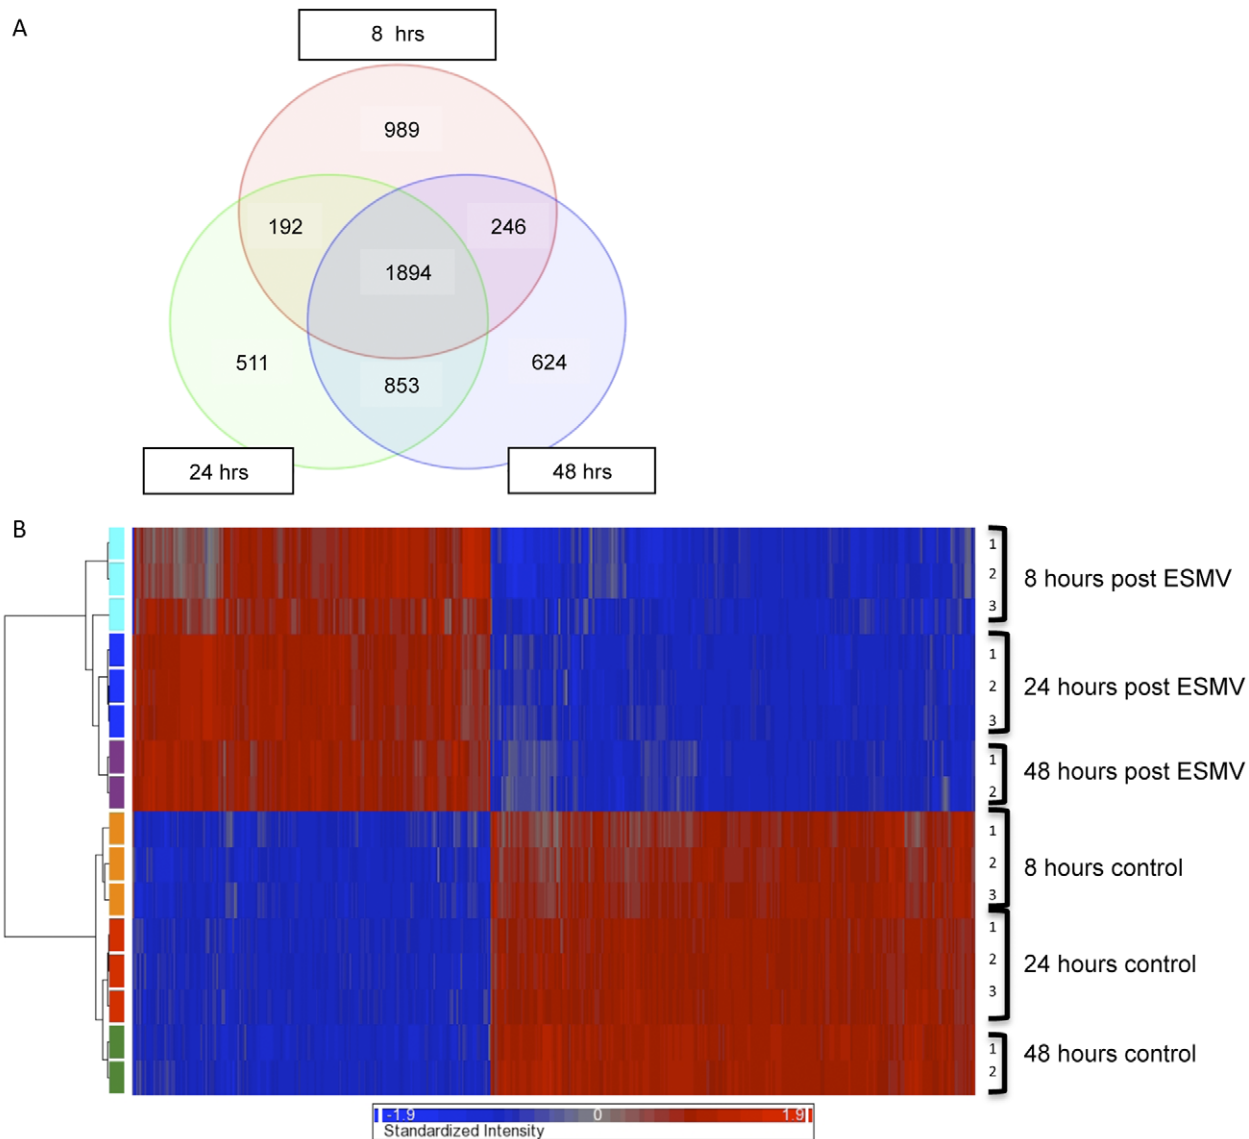 A
8 hrs
989
192
246
1894
511
853
624
24 hrs
48 hrs
B
1
2
3
8 hours post ESMV
1
2
3
24 hours post ESMV
1
2
48 hours post ESMV
1
2
3
8 hours control
1
2
3
24 hours control
1
2
48 hours control
-1.9 0 1.9
Standardized Intensity